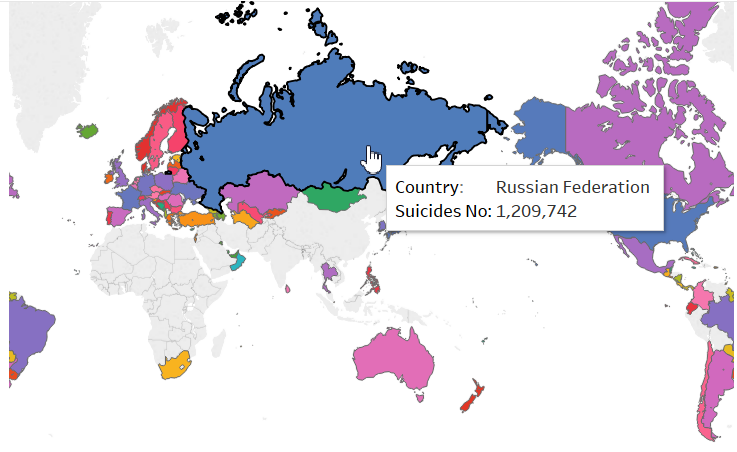 Country: Russian Federation
Suicides No: 1,209,742